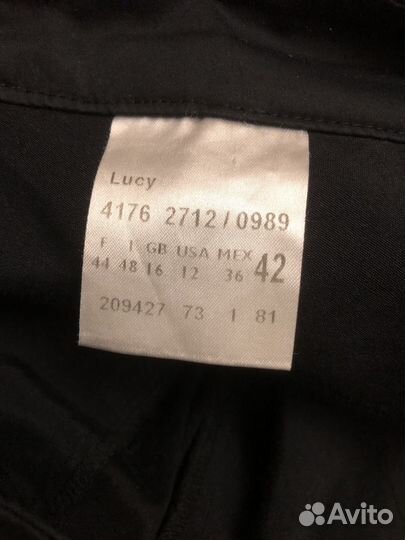 Lucy
4176 2712/0989
F I GB USA MEX 42
44 48 16 12 36
209427 73 1 81
Avito